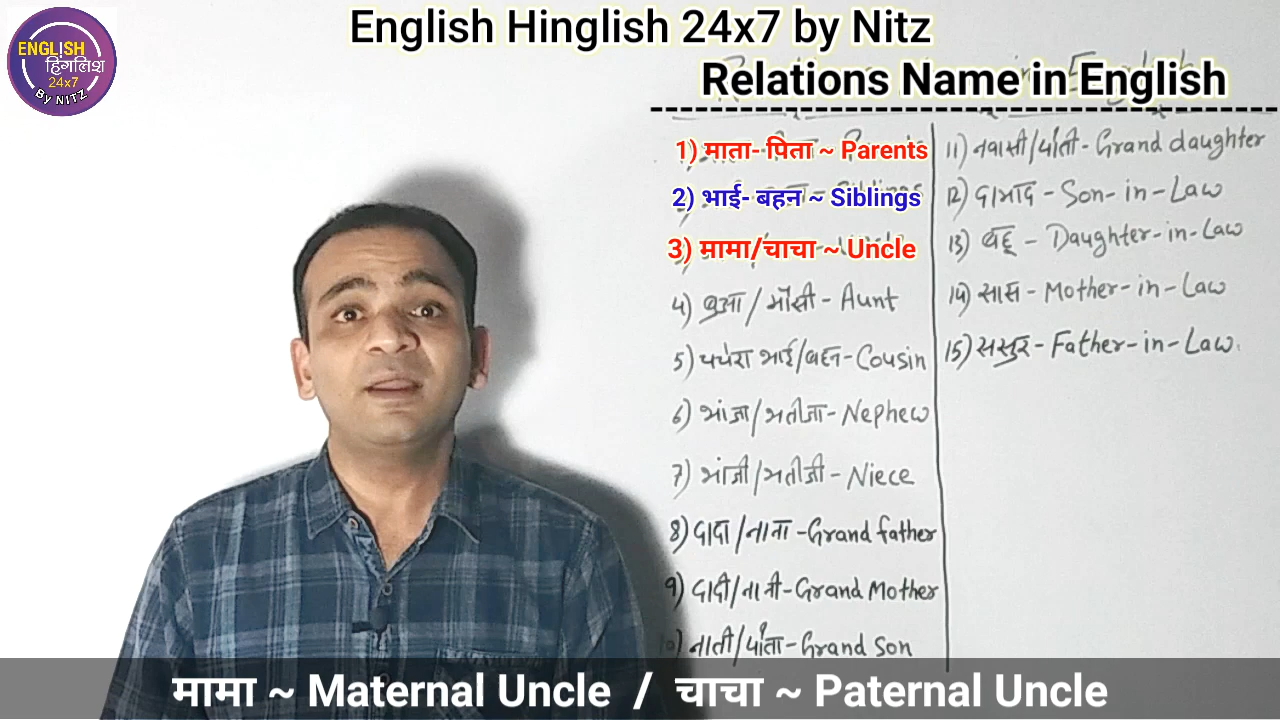 ENGLISH
हिंगलिश
24x7
By NITZ
English Hinglish 24x7 by Nitz
Relations Name in English
1) माता- पिता ~ Parents
2) भाई- बहन ~ Siblings
3) मामा/चाचा ~ Uncle
4) बुआ/मौसी - Aunt
5) चचेरा भाई/बहन - Cousin
6) भांजा/भतीजा - Nephew
7) भांजी/भतीजी - Niece
8) दादा/नाना - Grand father
9) दादी/नानी - Grand Mother
10) नाती/पोता - Grand Son
11) नवासी/पोती - Grand daughter
12) दामाद - Son-in-Law
13) बहू - Daughter-in-Law
14) सास - Mother-in-Law
15) ससुर - Father-in-Law.
मामा ~ Maternal Uncle / चाचा ~ Paternal Uncle